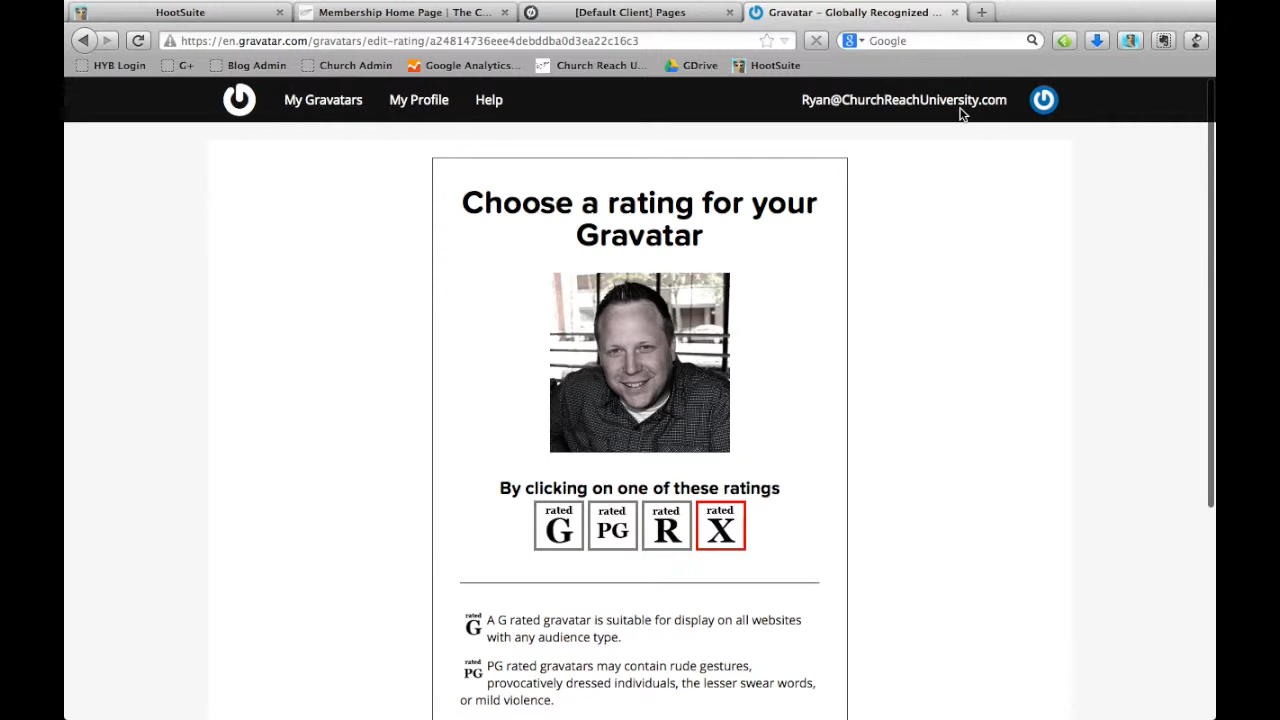 HootSuite
Membership Home Page | The C...
[Default Client] Pages
Gravatar – Globally Recognized ...
https://en.gravatar.com/gravatars/edit-rating/a24814736eee4debddba0d3ea22c16c3
Google
HYB Login
G+
Blog Admin
Church Admin
Google Analytics...
Church Reach U...
GDrive
HootSuite
My Gravatars
My Profile
Help
Ryan@ChurchReachUniversity.com
Choose a rating for your
Gravatar
By clicking on one of these ratings
rated G
rated PG
rated R
rated X
rated G A G rated gravatar is suitable for display on all websites
with any audience type.
rated PG PG rated gravatars may contain rude gestures,
provocatively dressed individuals, the lesser swear words,
or mild violence.